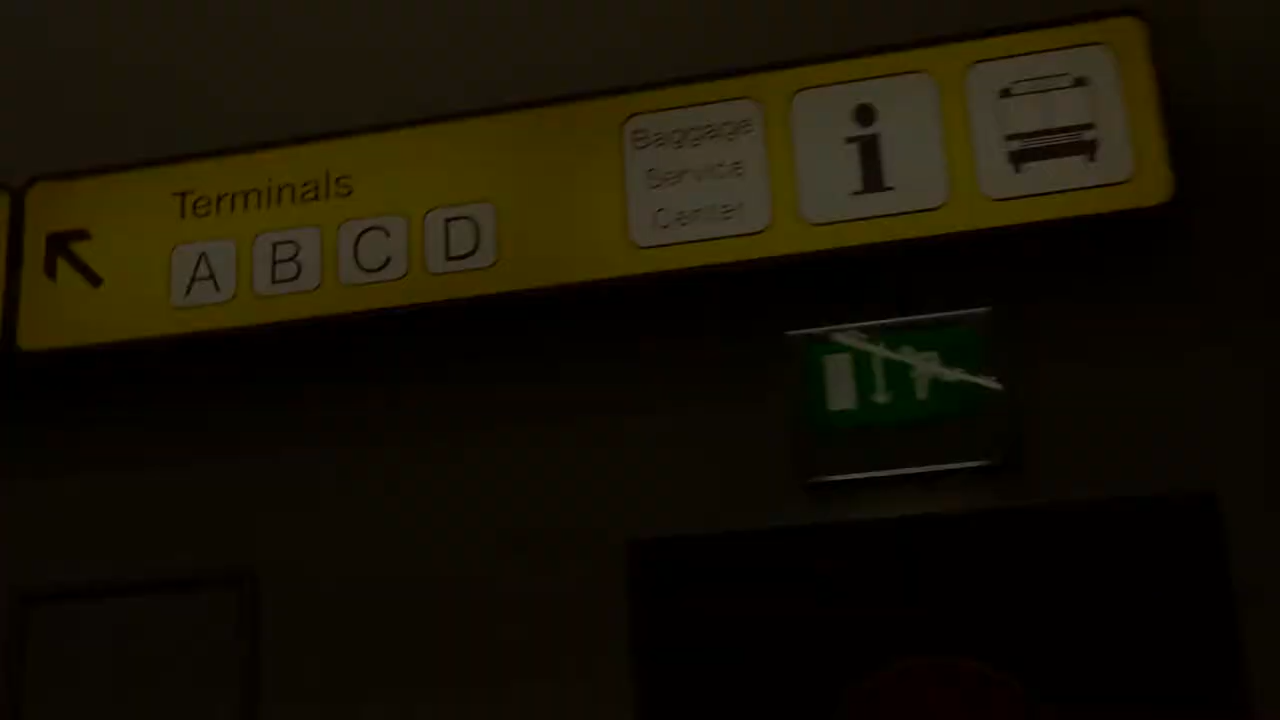 Terminals
A B C D
Baggage
Service
Center
i